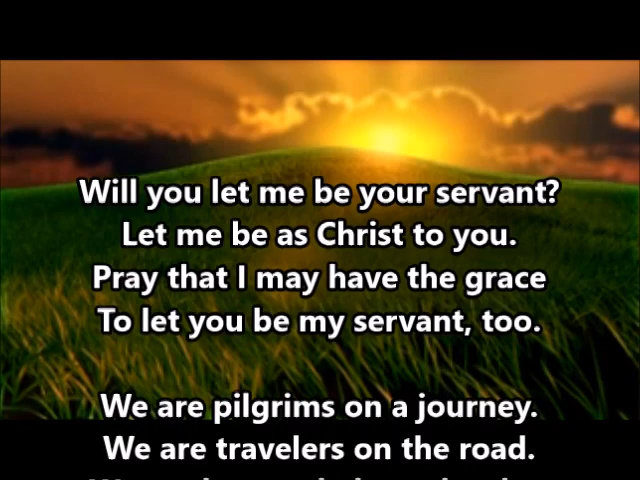 Will you let me be your servant?
Let me be as Christ to you.
Pray that I may have the grace
To let you be my servant, too.
We are pilgrims on a journey.
We are travelers on the road.